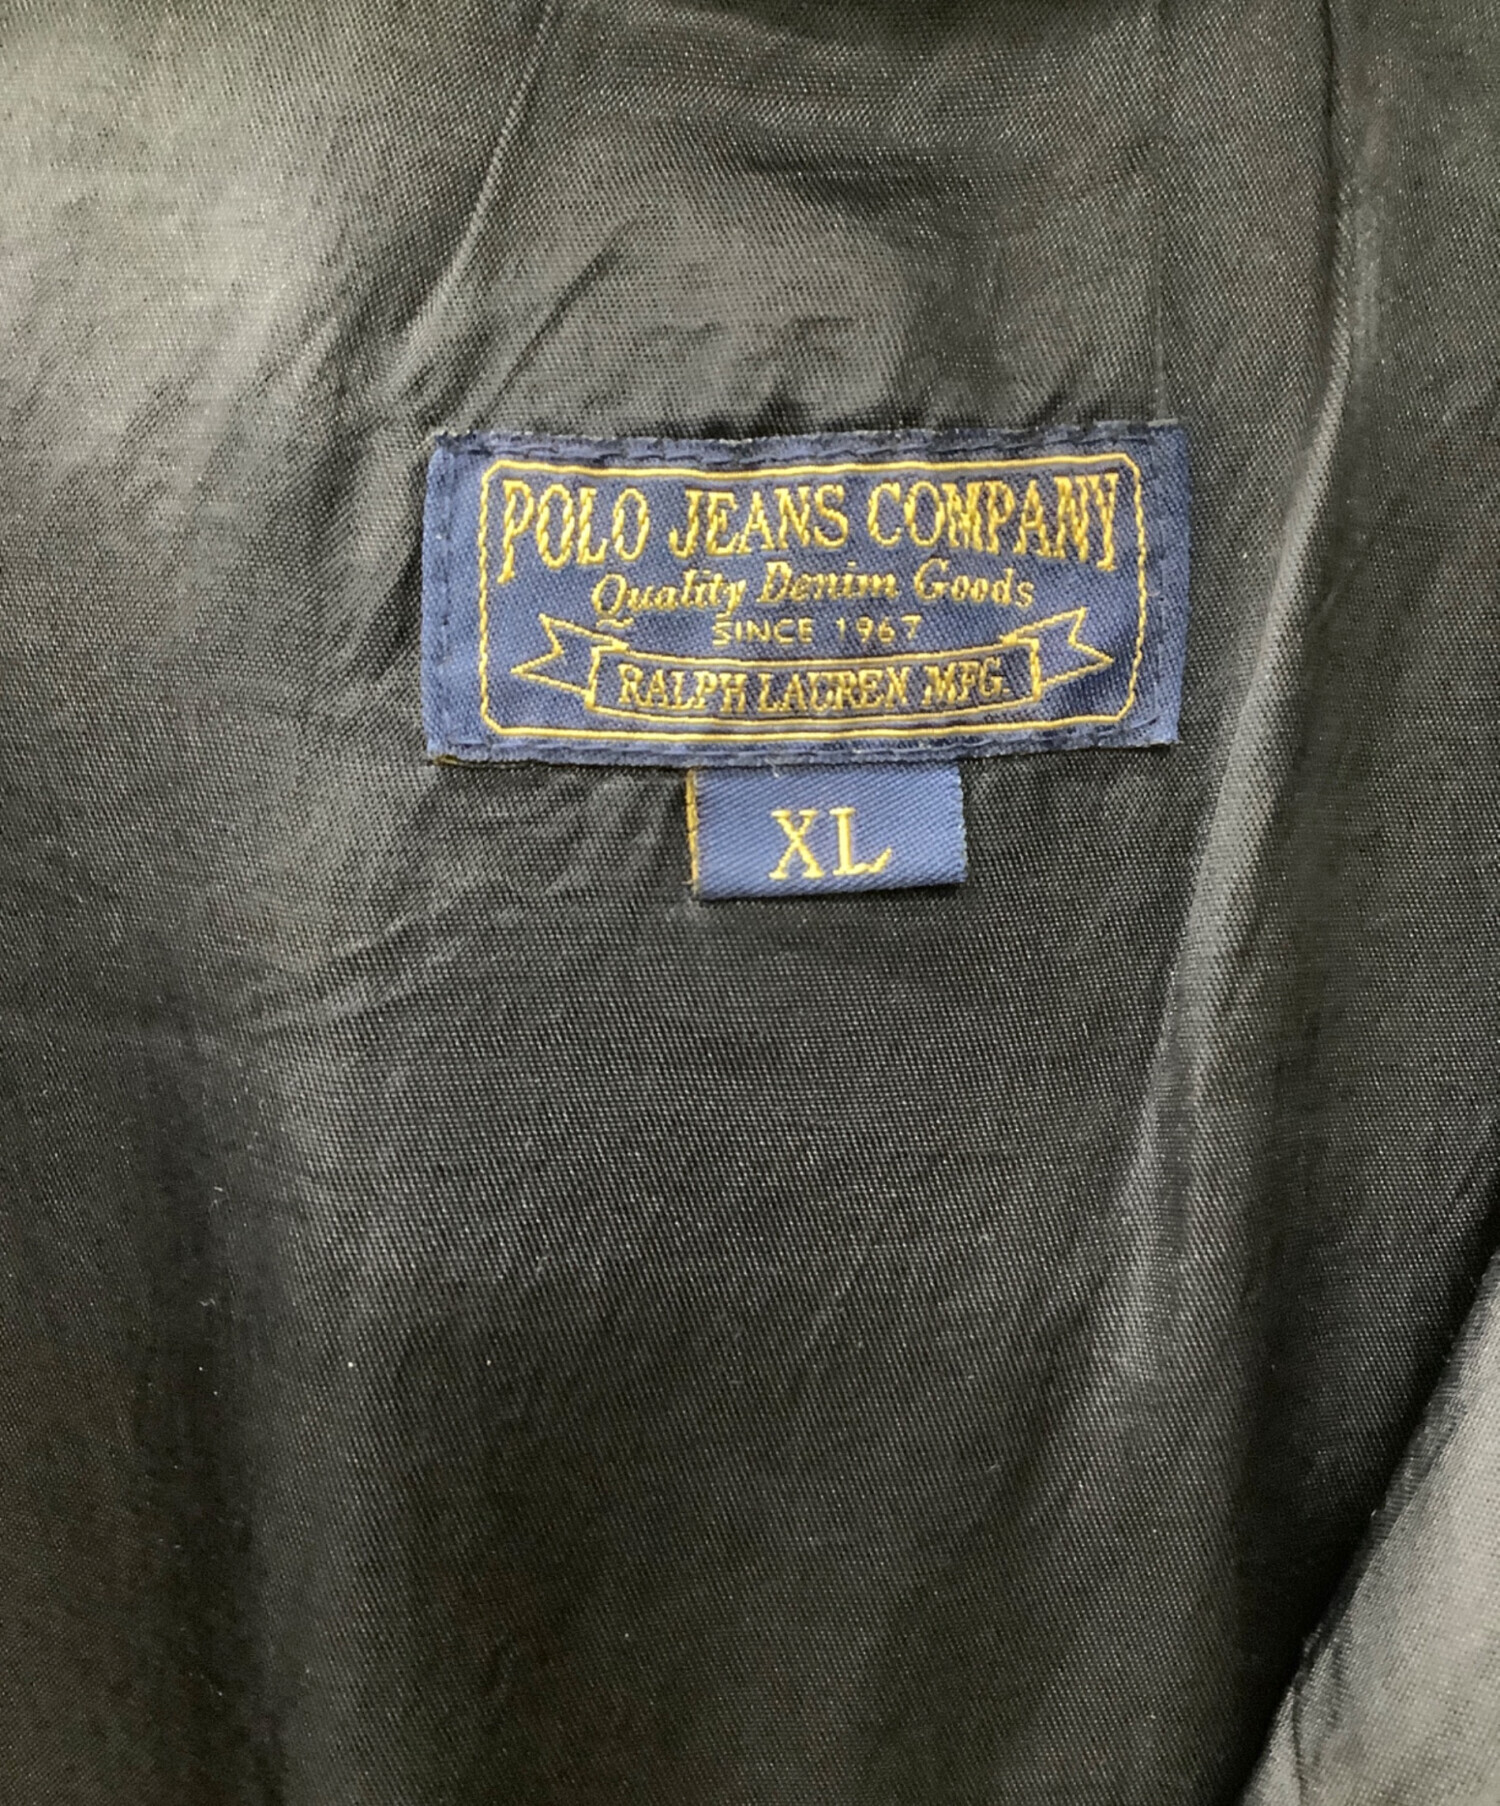 POLO JEANS COMPANY
Quality Denim Goods
SINCE 1967
RALPH LAUREN MFG.
XL